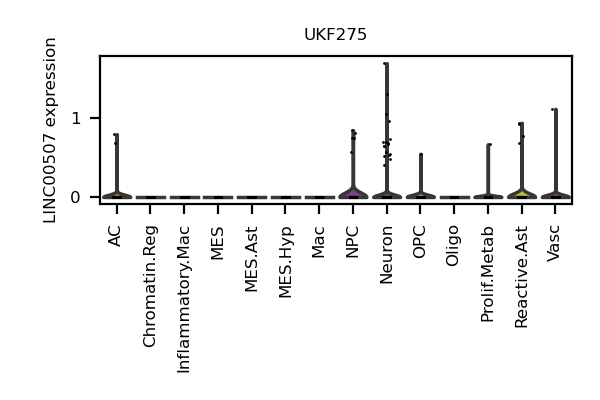 UKF275
LINC00507 expression
1
0
AC
Chromatin.Reg
Inflammatory.Mac
MES
MES.Ast
MES.Hyp
Mac
NPC
Neuron
OPC
Oligo
Prolif.Metab
Reactive.Ast
Vasc